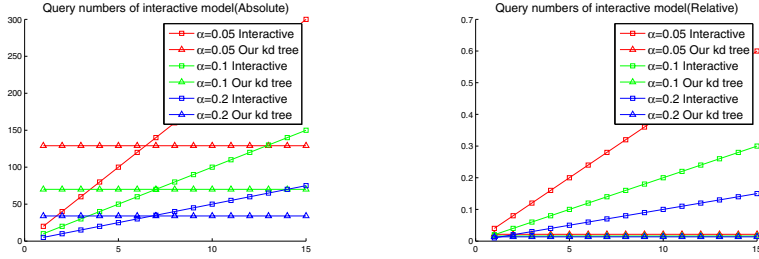 Query numbers of interactive model(Absolute)
300
250
200
150
100
50
0
0
5
10
15
α=0.05 Interactive
α=0.05 Our kd tree
α=0.1 Interactive
α=0.1 Our kd tree
α=0.2 Interactive
α=0.2 Our kd tree
Query numbers of interactive model(Relative)
0.7
0.6
0.5
0.4
0.3
0.2
0.1
0
0
5
10
15
α=0.05 Interactive
α=0.05 Our kd tree
α=0.1 Interactive
α=0.1 Our kd tree
α=0.2 Interactive
α=0.2 Our kd tree